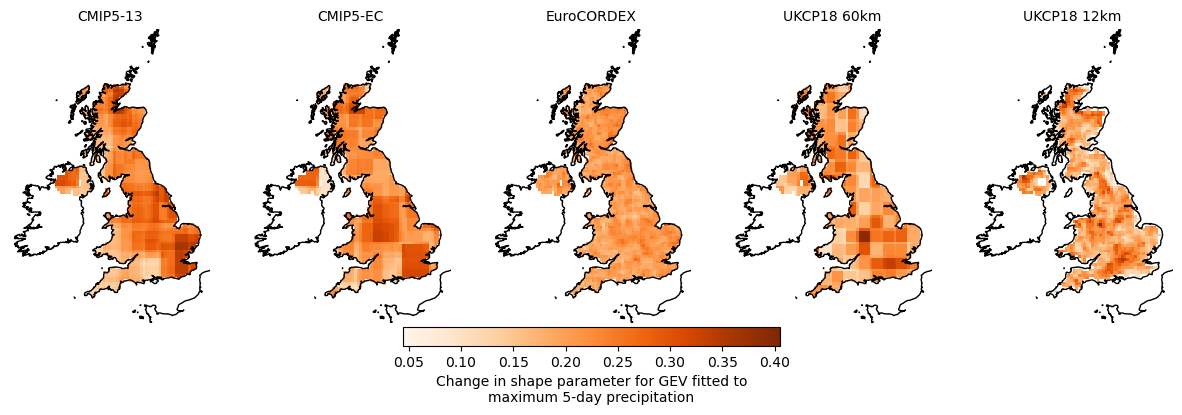 CMIP5-13 CMIP5-EC EuroCORDEX UKCP18 60km UKCP18 12km
0.05 0.10 0.15 0.20 0.25 0.30 0.35 0.40
Change in shape parameter for GEV fitted to
maximum 5-day precipitation